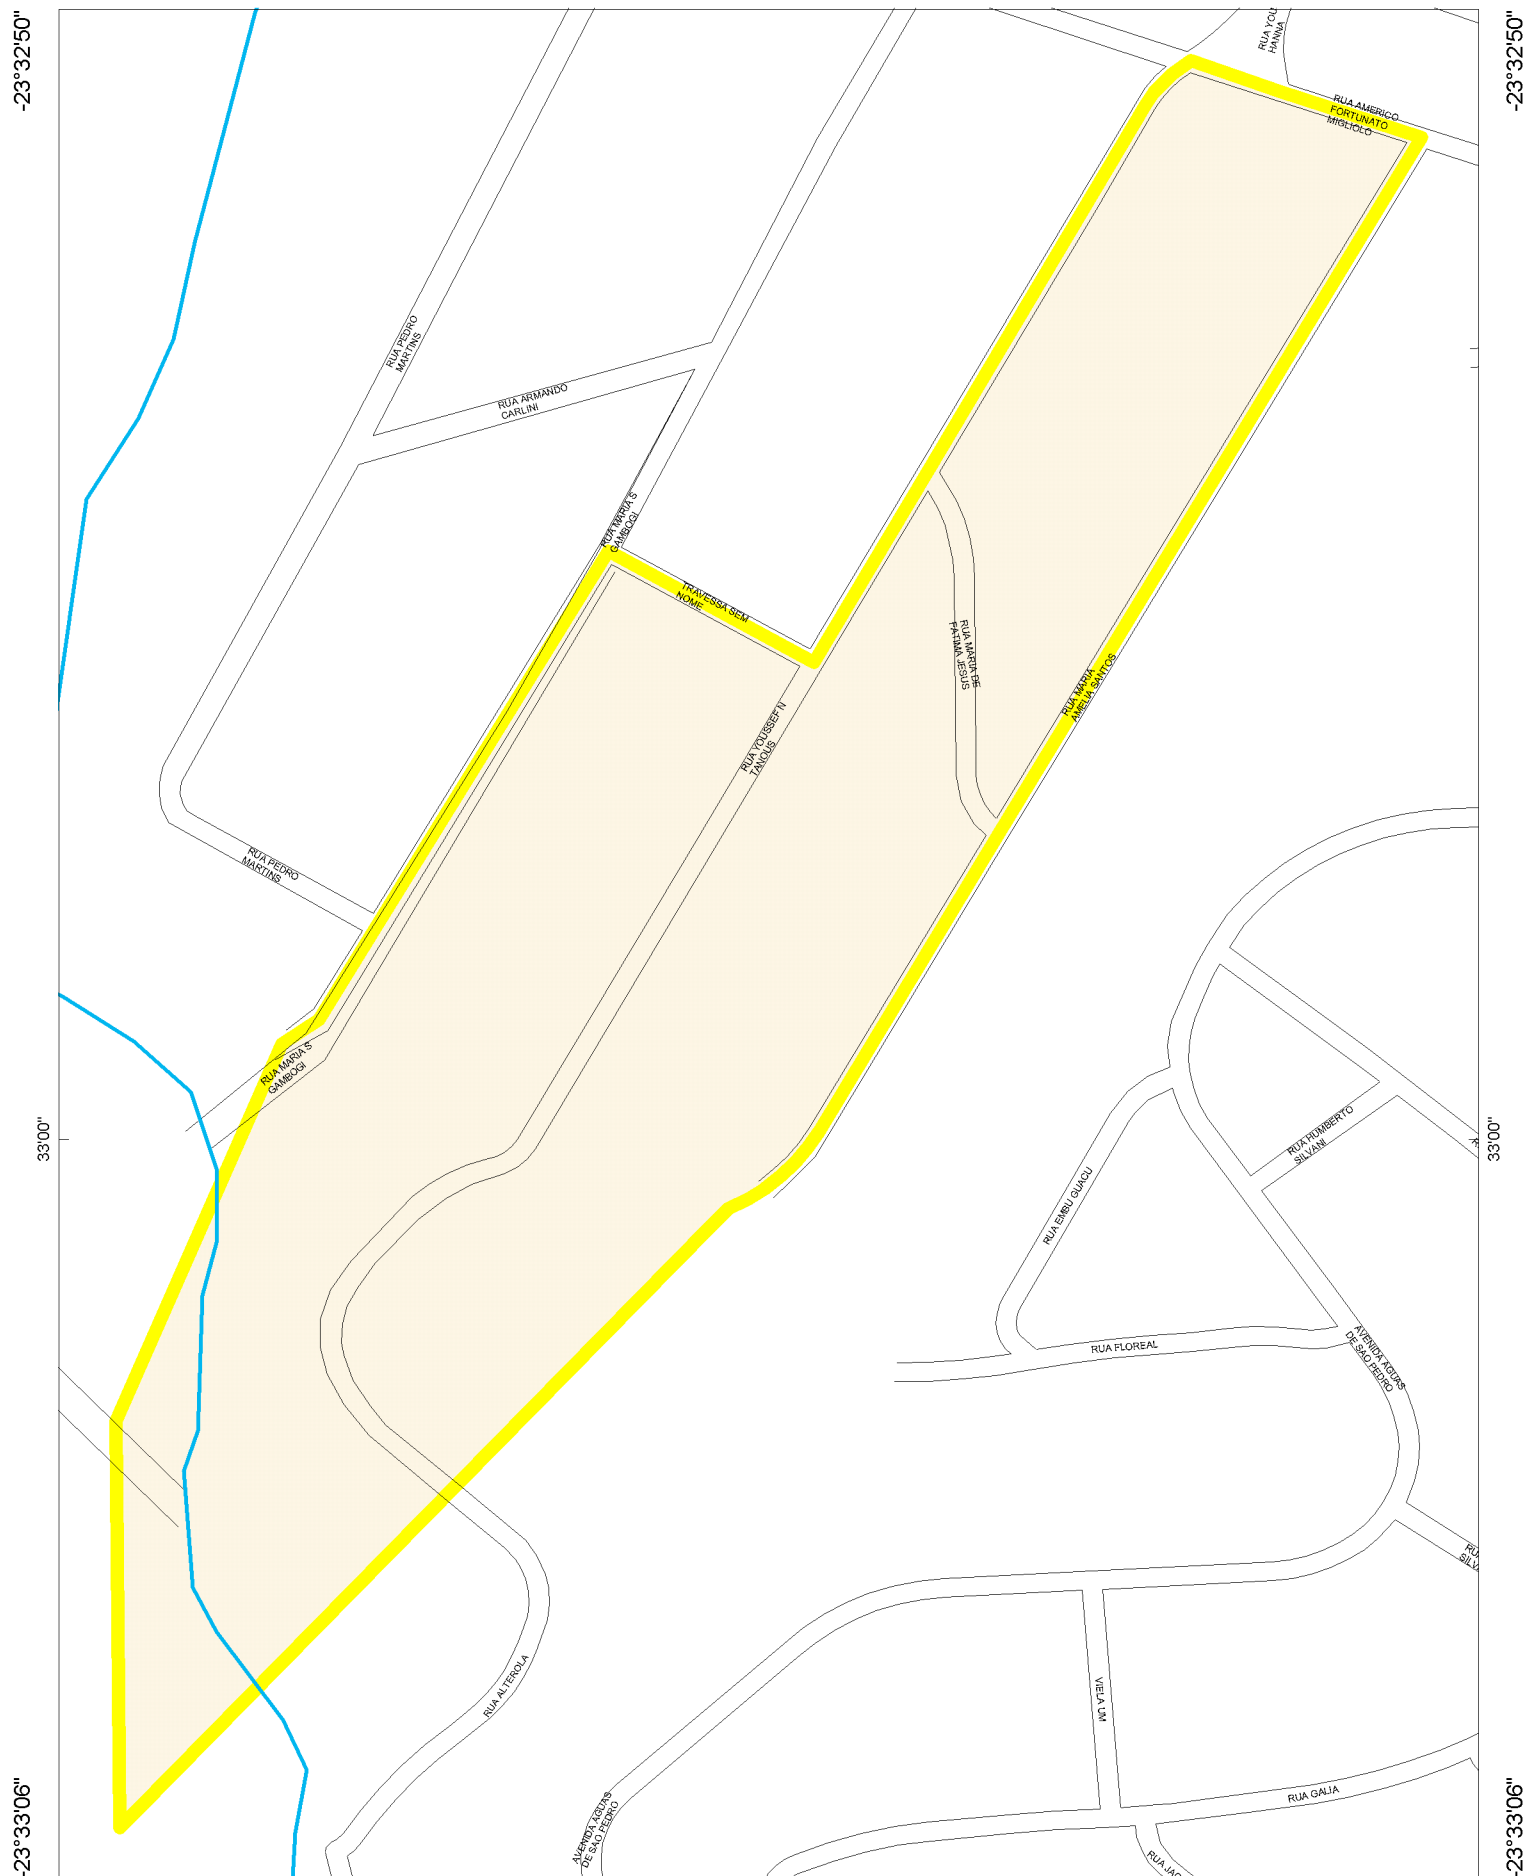 -23°32'50"
-23°32'50"
RUA YOU
HANNA
RUA AMERICO
FORTUNATO
MIGLIOLO
RUA PEDRO
MARTINS
RUA ARMANDO
CARLINI
RUA MARIA S
GAMBOGI
TRAVESSA SEM
NOME
RUA MARIA DE
FATIMA JESUS
RUA MARIA
AMELIA SANTOS
RUA YOUSSEF N
TANOUS
RUA PEDRO
MARTINS
RUA MARIA S
GAMBOGI
33'00"
33'00"
RUA HUMBERTO
SILVANI
RUA EMBU GUACU
RUA FLOREAL
AVENIDA AGUAS
DE SAO PEDRO
RUA ALTEROLA
VIELA UM
RUA GALIA
AVENIDA AGUAS
DE SAO PEDRO
RUA JAC
-23°33'06"
-23°33'06"